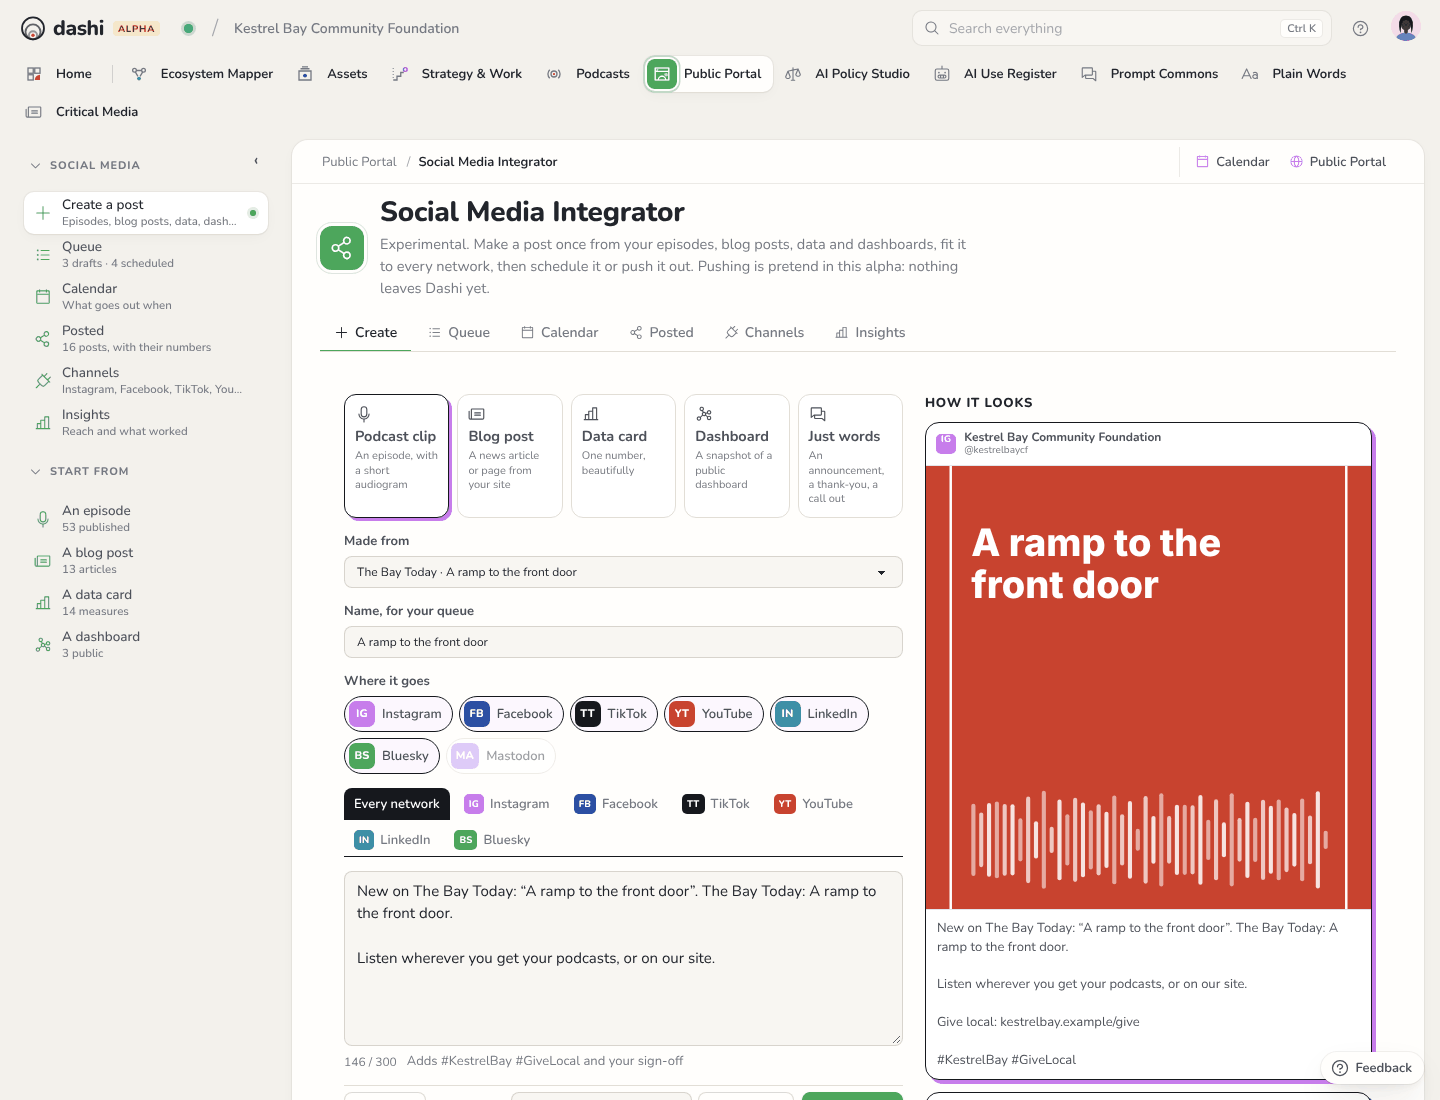 dashi ALPHA / Kestrel Bay Community Foundation
Search everything Ctrl K
Home Ecosystem Mapper Assets Strategy & Work Podcasts Public Portal AI Policy Studio AI Use Register Prompt Commons Aa Plain Words
Critical Media
SOCIAL MEDIA
Create a post
Episodes, blog posts, data, dash...
Queue
3 drafts · 4 scheduled
Calendar
What goes out when
Posted
16 posts, with their numbers
Channels
Instagram, Facebook, TikTok, You...
Insights
Reach and what worked
START FROM
An episode
53 published
A blog post
13 articles
A data card
14 measures
A dashboard
3 public
Public Portal / Social Media Integrator
Calendar Public Portal
Social Media Integrator
Experimental. Make a post once from your episodes, blog posts, data and dashboards, fit it
to every network, then schedule it or push it out. Pushing is pretend in this alpha: nothing
leaves Dashi yet.
Create Queue Calendar Posted Channels Insights
Podcast clip
An episode, with
a short
audiogram
Blog post
A news article
or page from
your site
Data card
One number,
beautifully
Dashboard
A snapshot of a
public
dashboard
Just words
An
announcement,
a thank-you, a
call out
Made from
The Bay Today · A ramp to the front door
Name, for your queue
A ramp to the front door
Where it goes
IG Instagram FB Facebook TT TikTok YT YouTube IN LinkedIn
BS Bluesky MA Mastodon
Every network IG Instagram FB Facebook TT TikTok YT YouTube
IN LinkedIn BS Bluesky
New on The Bay Today: “A ramp to the front door”. The Bay Today: A ramp to
the front door.
Listen wherever you get your podcasts, or on our site.
146 / 300 Adds #KestrelBay #GiveLocal and your sign-off
HOW IT LOOKS
IG Kestrel Bay Community Foundation
@kestrelbaycf
A ramp to the
front door
New on The Bay Today: “A ramp to the front door”. The Bay Today: A
ramp to the front door.
Listen wherever you get your podcasts, or on our site.
Give local: kestrelbay.example/give
#KestrelBay #GiveLocal
Feedback